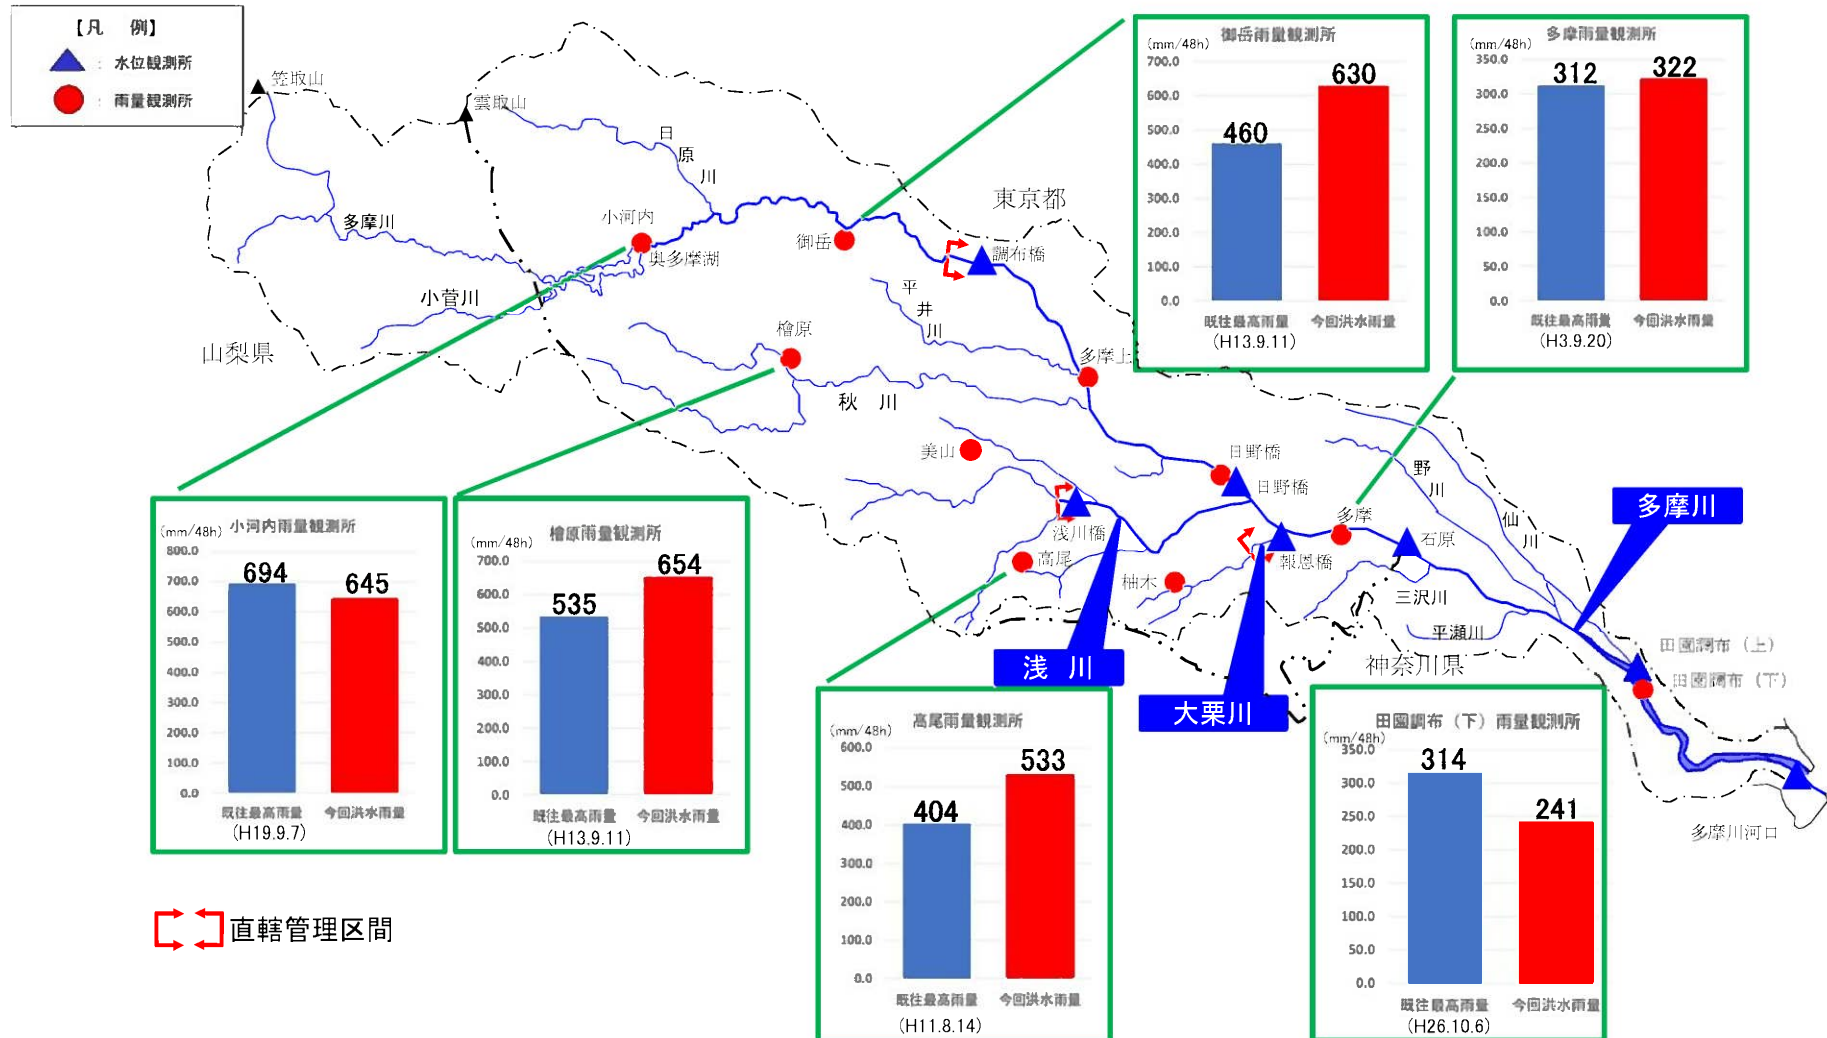 【凡　例】
： 水位観測所
： 雨量観測所
笠取山
雲取山
日原川
多摩川
小河内
奥多摩湖
小菅川
山梨県
御岳
東京都
調布橋
平井川
檜原
秋　川
多摩上
美山
日野橋
日野橋
浅川橋
高尾
柚木
報恩橋
多摩
石原
野川
仙川
三沢川
平瀬川
神奈川県
多摩川
浅　川
大栗川
田園調布（上）
田園調布（下）
多摩川河口
御岳雨量観測所
(mm/48h)
700.0
600.0
500.0
400.0
300.0
200.0
100.0
0.0
460
630
既往最高雨量　今回洪水雨量
(H13.9.11)
多摩雨量観測所
(mm/48h)
350.0
300.0
250.0
200.0
150.0
100.0
50.0
0.0
312
322
既往最高雨量　今回洪水雨量
(H3.9.20)
小河内雨量観測所
(mm/48h)
800.0
700.0
600.0
500.0
400.0
300.0
200.0
100.0
0.0
694
645
既往最高雨量　今回洪水雨量
(H19.9.7)
檜原雨量観測所
(mm/48h)
700.0
600.0
500.0
400.0
300.0
200.0
100.0
0.0
535
654
既往最高雨量　今回洪水雨量
(H13.9.11)
高尾雨量観測所
(mm/48h)
600.0
500.0
400.0
300.0
200.0
100.0
0.0
404
533
既往最高雨量　今回洪水雨量
(H11.8.14)
田園調布（下）雨量観測所
(mm/48h)
350.0
300.0
250.0
200.0
150.0
100.0
50.0
0.0
314
241
既往最高雨量　今回洪水雨量
(H26.10.6)
直轄管理区間